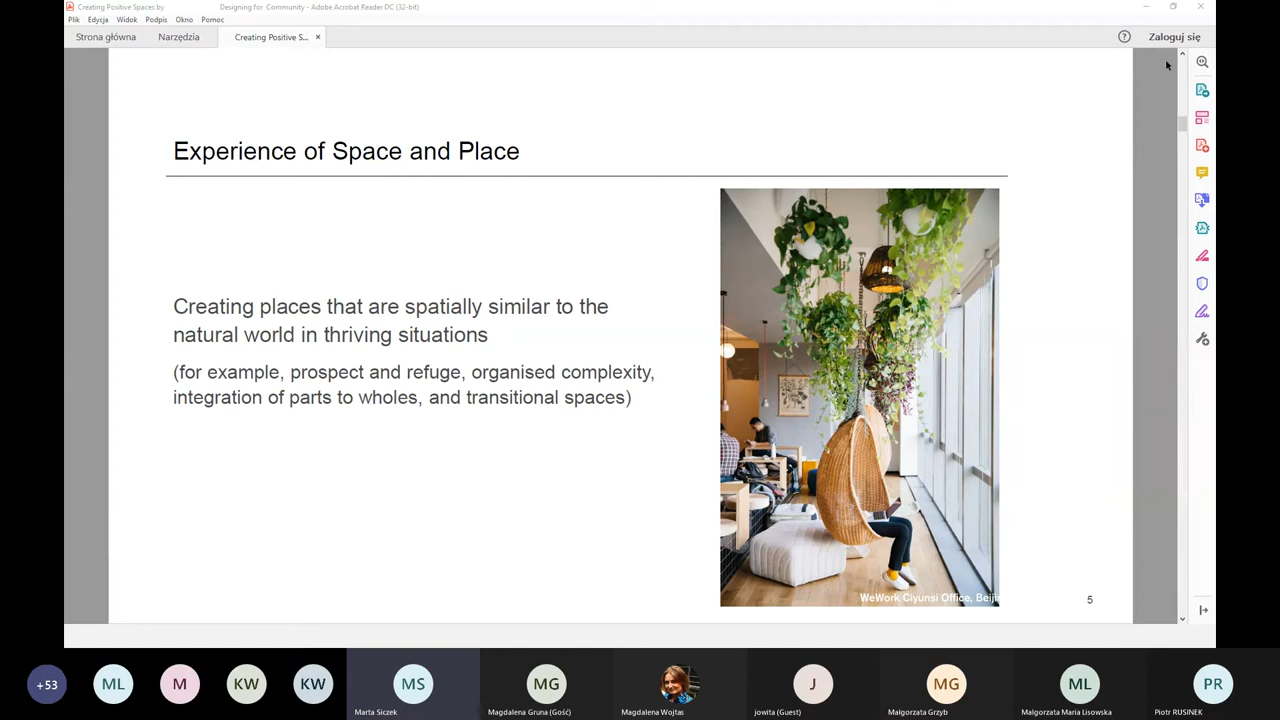 Creating Positive Spaces by Designing for Community - Adobe Acrobat Reader DC (32-bit)
Plik Edycja Widok Podpis Okno Pomoc
Strona główna Narzędzia Creating Positive S... × ? Zaloguj się
Experience of Space and Place
Creating places that are spatially similar to the
natural world in thriving situations
(for example, prospect and refuge, organised complexity,
integration of parts to wholes, and transitional spaces)
WeWork Ciyunsi Office, Beijin
5
+53 ML M KW KW MS MG J MG ML PR
Marta Siczek Magdalena Gruna (Gość) Magdalena Wojtas jowita (Guest) Małgorzata Grzyb Małgorzata Maria Lisowska Piotr RUSINEK